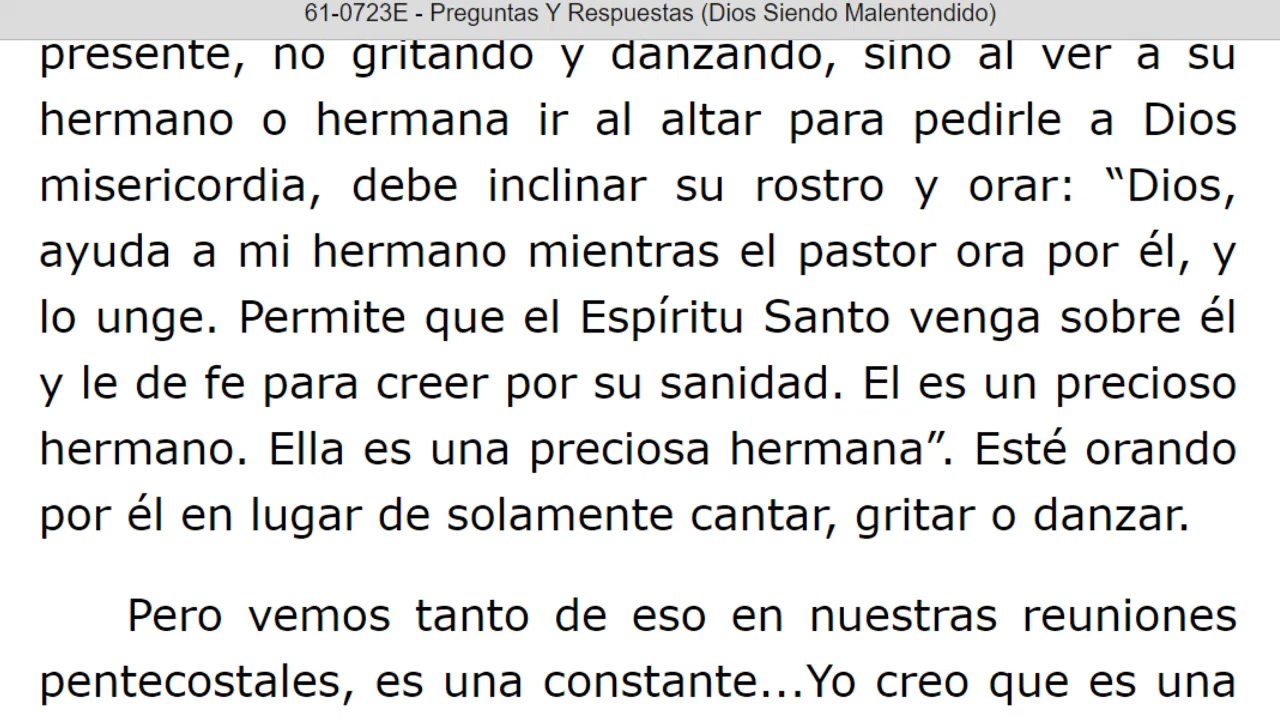 61-0723E - Preguntas Y Respuestas (Dios Siendo Malentendido)
presente, no gritando y danzando, sino al ver a su
hermano o hermana ir al altar para pedirle a Dios
misericordia, debe inclinar su rostro y orar: “Dios,
ayuda a mi hermano mientras el pastor ora por él, y
lo unge. Permite que el Espíritu Santo venga sobre él
y le de fe para creer por su sanidad. El es un precioso
hermano. Ella es una preciosa hermana”. Esté orando
por él en lugar de solamente cantar, gritar o danzar.
Pero vemos tanto de eso en nuestras reuniones
pentecostales, es una constante...Yo creo que es una